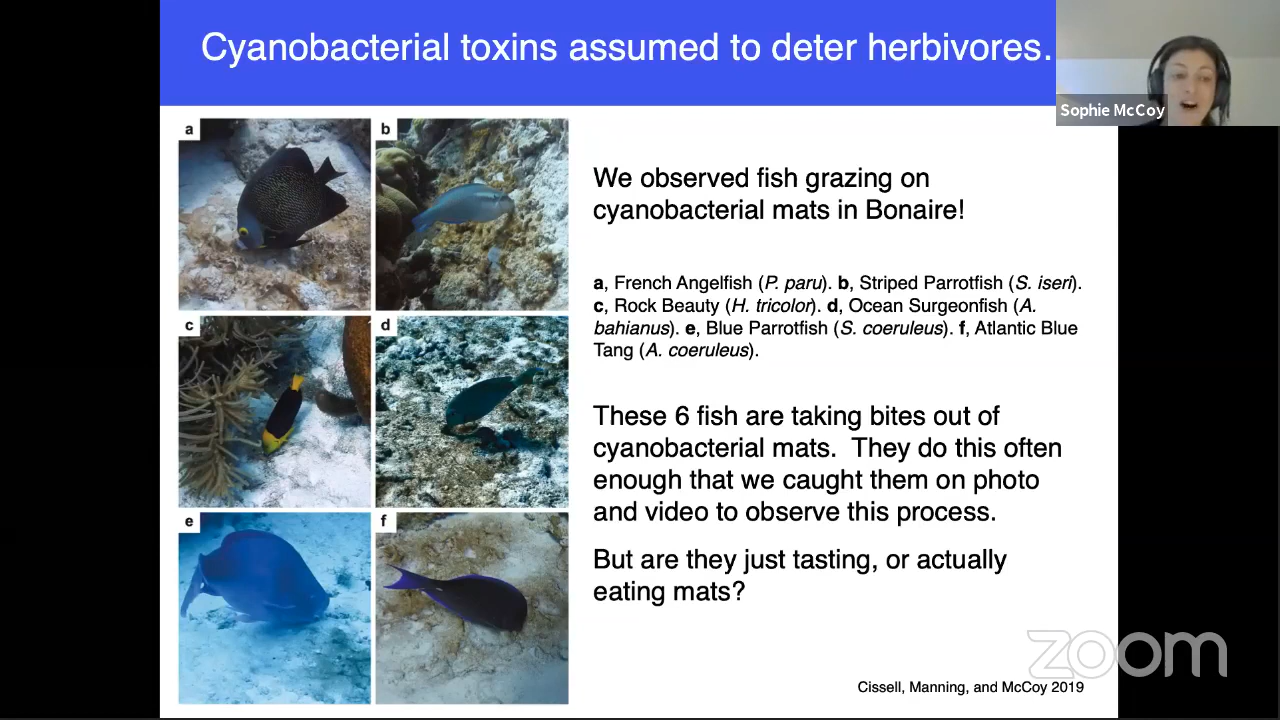 Cyanobacterial toxins assumed to deter herbivores.
Sophie McCoy
a
b
c
d
e
f
We observed fish grazing on
cyanobacterial mats in Bonaire!
a, French Angelfish (P. paru). b, Striped Parrotfish (S. iseri).
c, Rock Beauty (H. tricolor). d, Ocean Surgeonfish (A.
bahianus). e, Blue Parrotfish (S. coeruleus). f, Atlantic Blue
Tang (A. coeruleus).
These 6 fish are taking bites out of
cyanobacterial mats.  They do this often
enough that we caught them on photo
and video to observe this process.
But are they just tasting, or actually
eating mats?
zoom
Cissell, Manning, and McCoy 2019